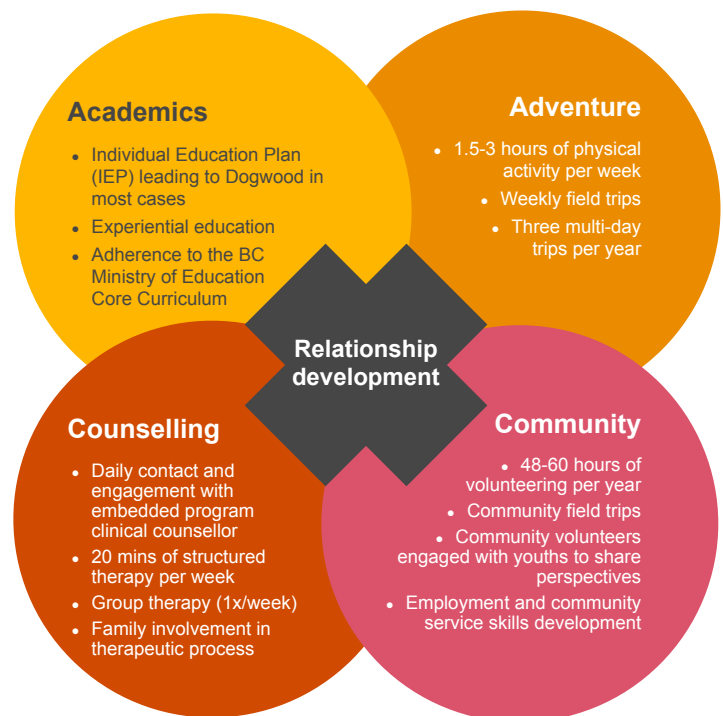 Academics
• Individual Education Plan
(IEP) leading to Dogwood in
most cases
• Experiential education
• Adherence to the BC
Ministry of Education
Core Curriculum
Adventure
• 1.5-3 hours of physical
activity per week
• Weekly field trips
• Three multi-day
trips per year
Relationship
development
Counselling
• Daily contact and
engagement with
embedded program
clinical counsellor
• 20 mins of structured
therapy per week
• Group therapy (1x/week)
• Family involvement in
therapeutic process
Community
• 48-60 hours of
volunteering per year
• Community field trips
• Community volunteers
engaged with youths to share
perspectives
• Employment and community
service skills development